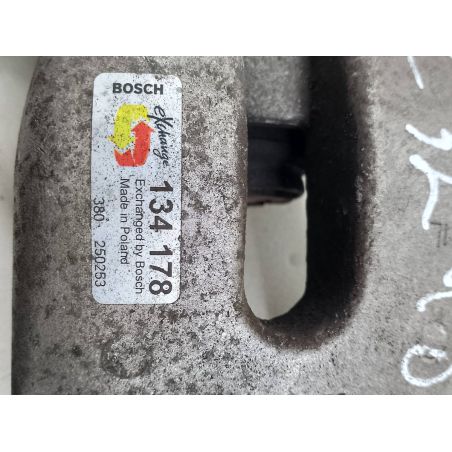 BOSCH
eXchange
134 178
Exchanged by Bosch
Made in Poland
380 250253